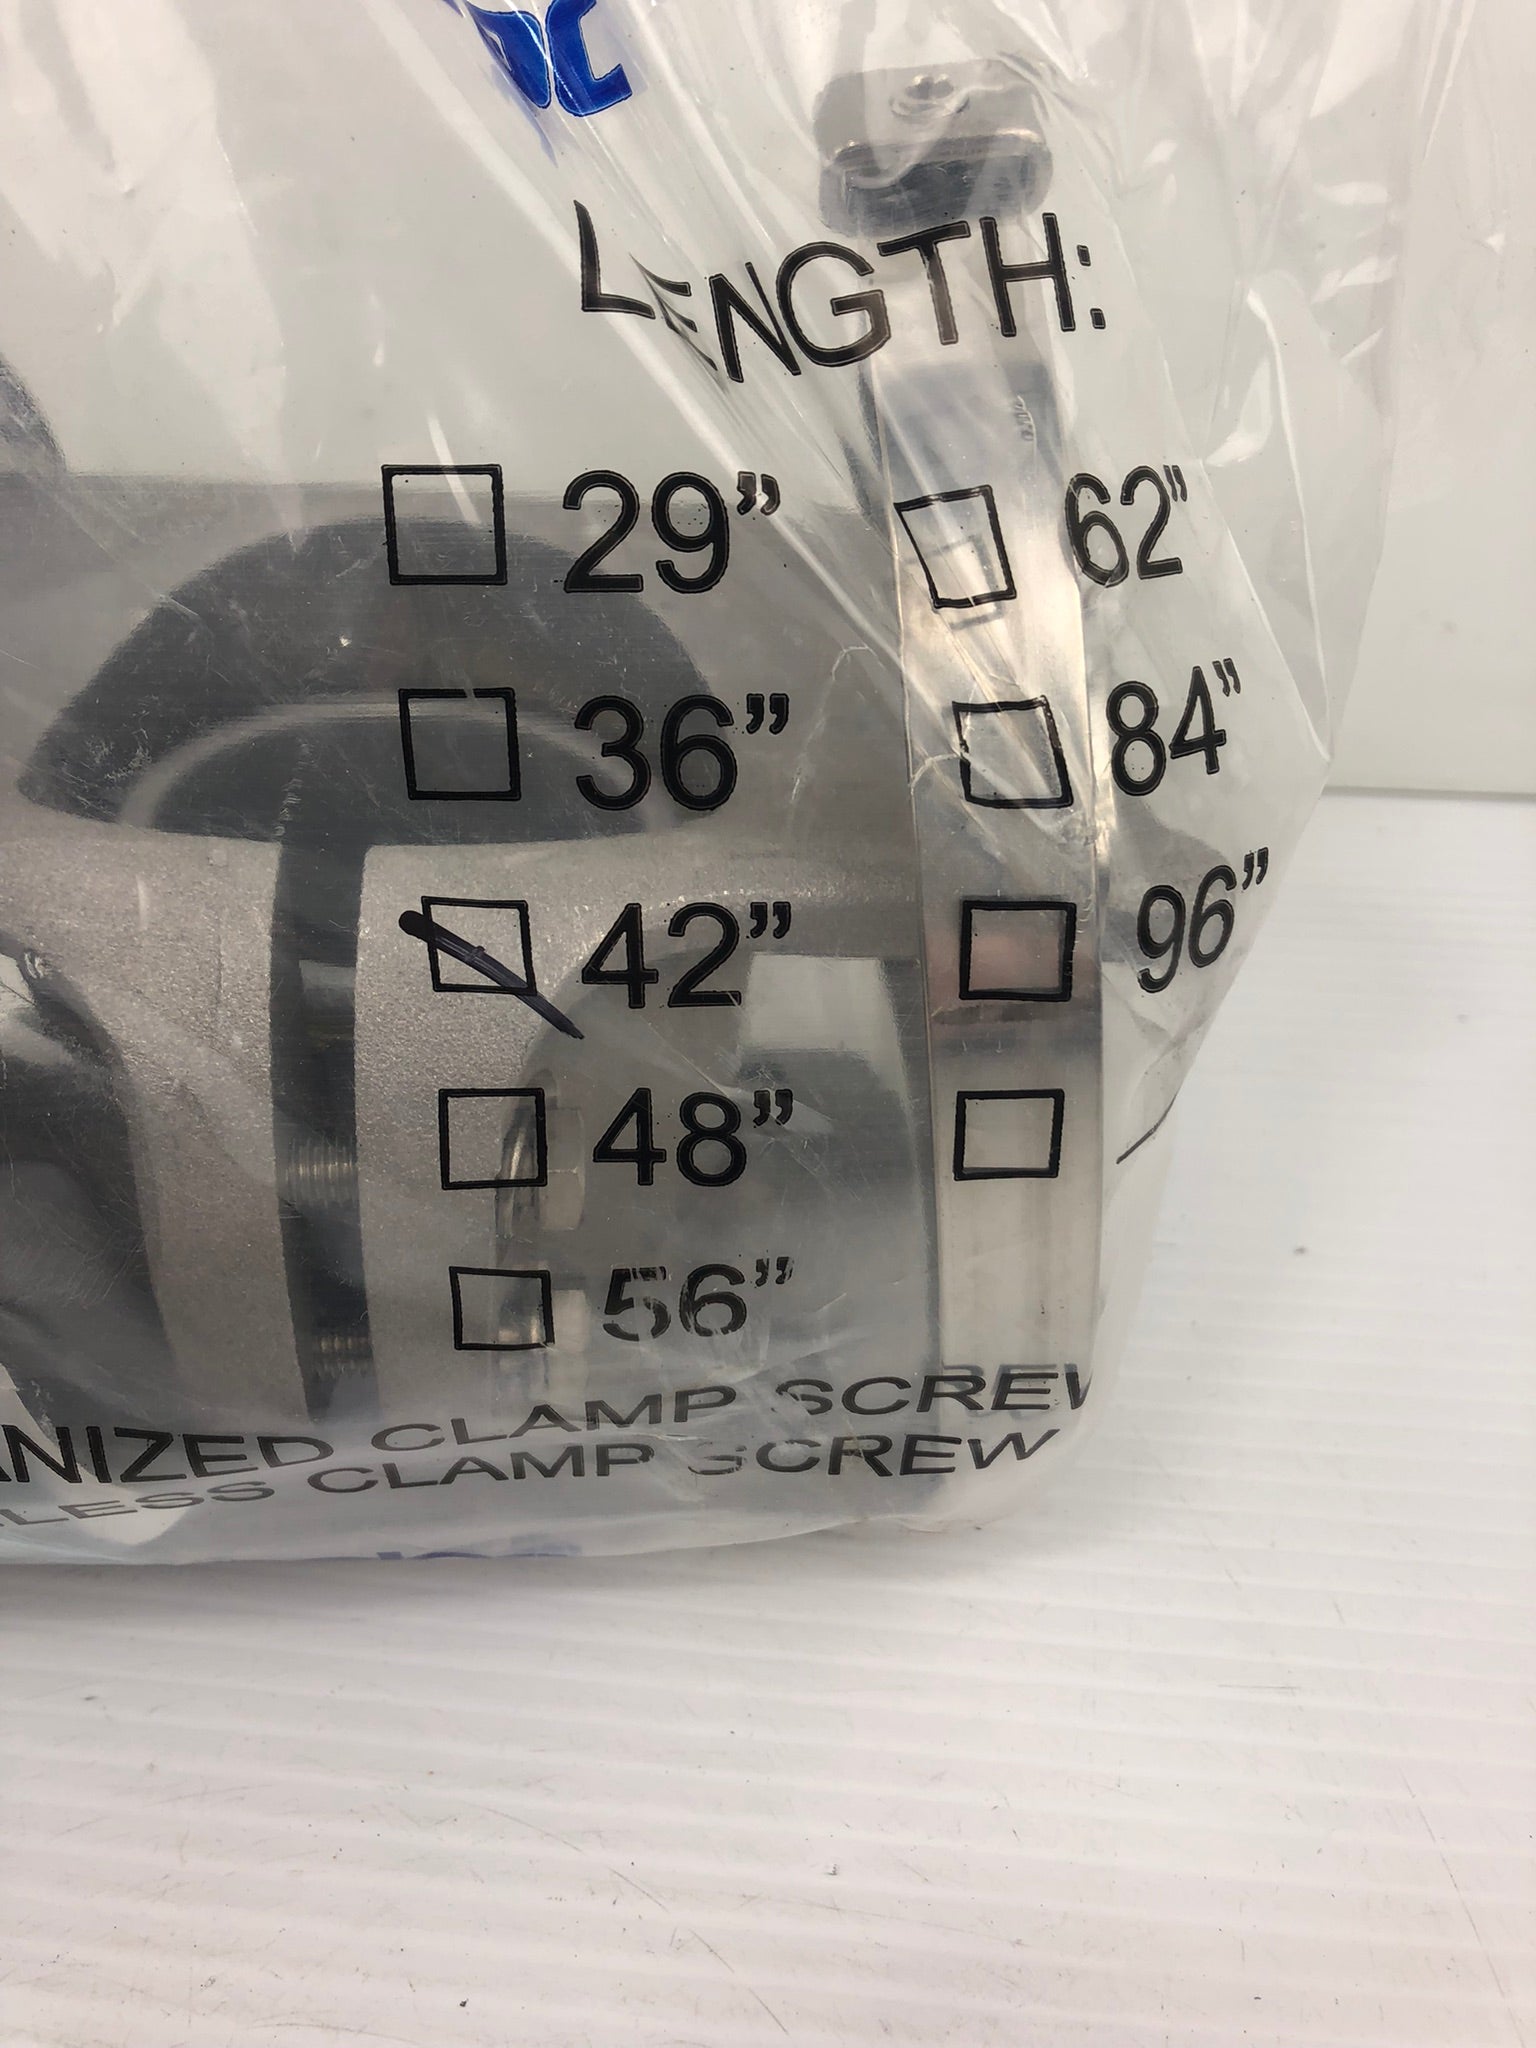 LENGTH:
29” 62"
36” 84"
42” 96"
48”
56”
CLAMP SCREW
CLAMP SCREW